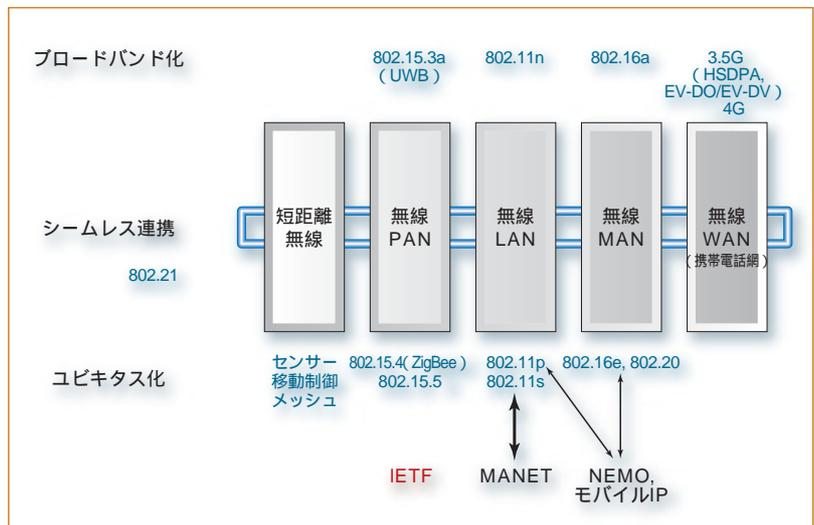 ブロードバンド化
802.15.3a
(UWB)
802.11n
802.16a
3.5G
(HSDPA,
EV-DO/EV-DV)
4G
シームレス連携
802.21
短距離
無線
無線
PAN
無線
LAN
無線
MAN
無線
WAN
(携帯電話網)
ユビキタス化
センサー
移動制御
メッシュ
802.15.4(ZigBee)
802.15.5
802.11p
802.11s
802.16e, 802.20
IETF
MANET
NEMO,
モバイルIP